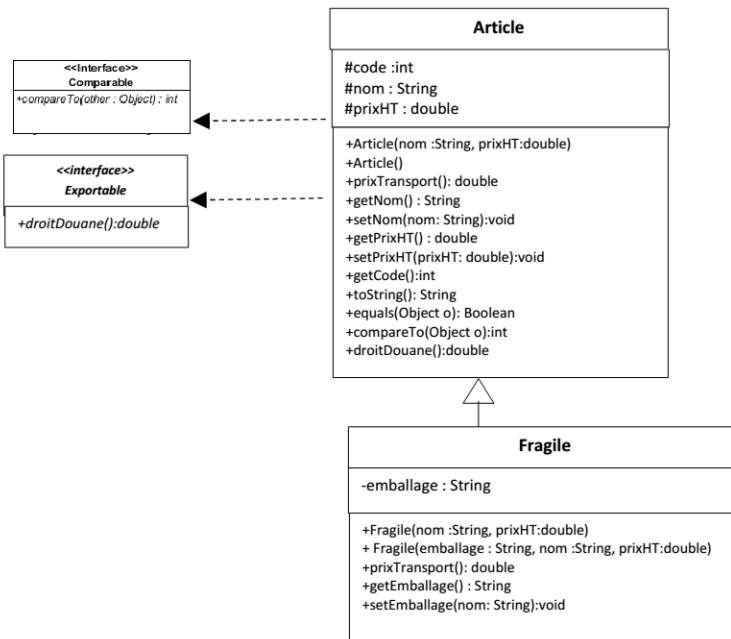 Article
#code :int
#nom : String
#prixHT : double
+Article(nom :String, prixHT:double)
+Article()
+prixTransport(): double
+getNom() : String
+setNom(nom: String):void
+getPrixHT() : double
+setPrixHT(prixHT: double):void
+getCode():int
+toString(): String
+equals(Object o): Boolean
+compareTo(Object o):int
+droitDouane():double
<<Interface>>
Comparable
+compareTo(other : Object) : int
<<interface>>
Exportable
+droitDouane():double
Fragile
-emballage : String
+Fragile(nom :String, prixHT:double)
+ Fragile(emballage : String, nom :String, prixHT:double)
+prixTransport(): double
+getEmballage() : String
+setEmballage(nom: String):void